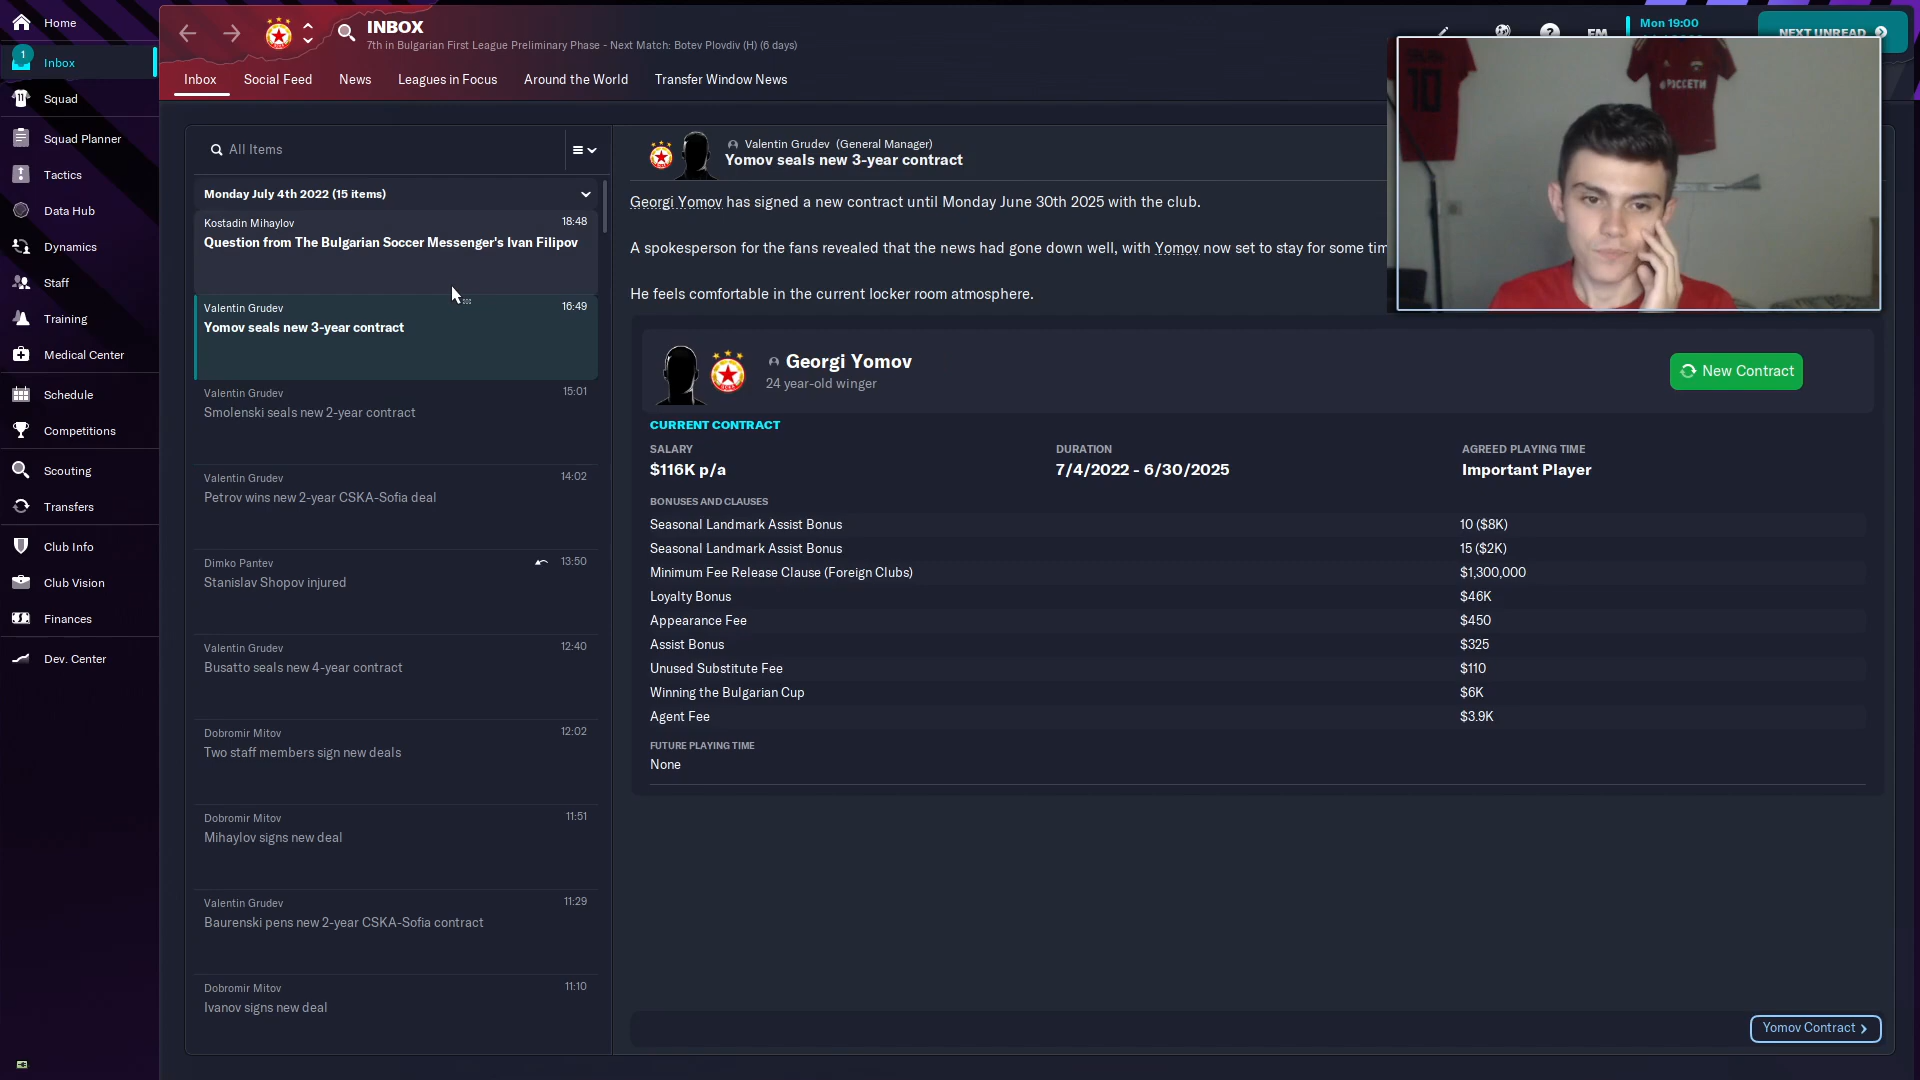 Home
1
Inbox
Squad
Squad Planner
Tactics
Data Hub
Dynamics
Staff
Training
Medical Center
Schedule
Competitions
Scouting
Transfers
Club Info
Club Vision
Finances
Dev. Center
INBOX
7th in Bulgarian First League Preliminary Phase - Next Match: Botev Plovdiv (H) (6 days)
FM
Mon 19:00
NEXT UNREAD
Inbox
Social Feed
News
Leagues in Focus
Around the World
Transfer Window News
All Items
Monday July 4th 2022 (15 items)
Kostadin Mihaylov
18:48
Question from The Bulgarian Soccer Messenger's Ivan Filipov
Valentin Grudev
16:49
Yomov seals new 3-year contract
Valentin Grudev
15:01
Smolenski seals new 2-year contract
Valentin Grudev
14:02
Petrov wins new 2-year CSKA-Sofia deal
Dimko Pantev
13:50
Stanislav Shopov injured
Valentin Grudev
12:40
Busatto seals new 4-year contract
Dobromir Mitov
12:02
Two staff members sign new deals
Dobromir Mitov
11:51
Mihaylov signs new deal
Valentin Grudev
11:29
Baurenski pens new 2-year CSKA-Sofia contract
Dobromir Mitov
11:10
Ivanov signs new deal
Valentin Grudev (General Manager)
Yomov seals new 3-year contract
Georgi Yomov has signed a new contract until Monday June 30th 2025 with the club.
A spokesperson for the fans revealed that the news had gone down well, with Yomov now set to stay for some
He feels comfortable in the current locker room atmosphere.
Georgi Yomov
24 year-old winger
New Contract
CURRENT CONTRACT
SALARY
$116K p/a
DURATION
7/4/2022 - 6/30/2025
AGREED PLAYING TIME
Important Player
BONUSES AND CLAUSES
Seasonal Landmark Assist Bonus
10 ($8K)
Seasonal Landmark Assist Bonus
15 ($2K)
Minimum Fee Release Clause (Foreign Clubs)
$1,300,000
Loyalty Bonus
$46K
Appearance Fee
$450
Assist Bonus
$325
Unused Substitute Fee
$110
Winning the Bulgarian Cup
$6K
Agent Fee
$3.9K
FUTURE PLAYING TIME
None
Yomov Contract
10
РОССЕТИ